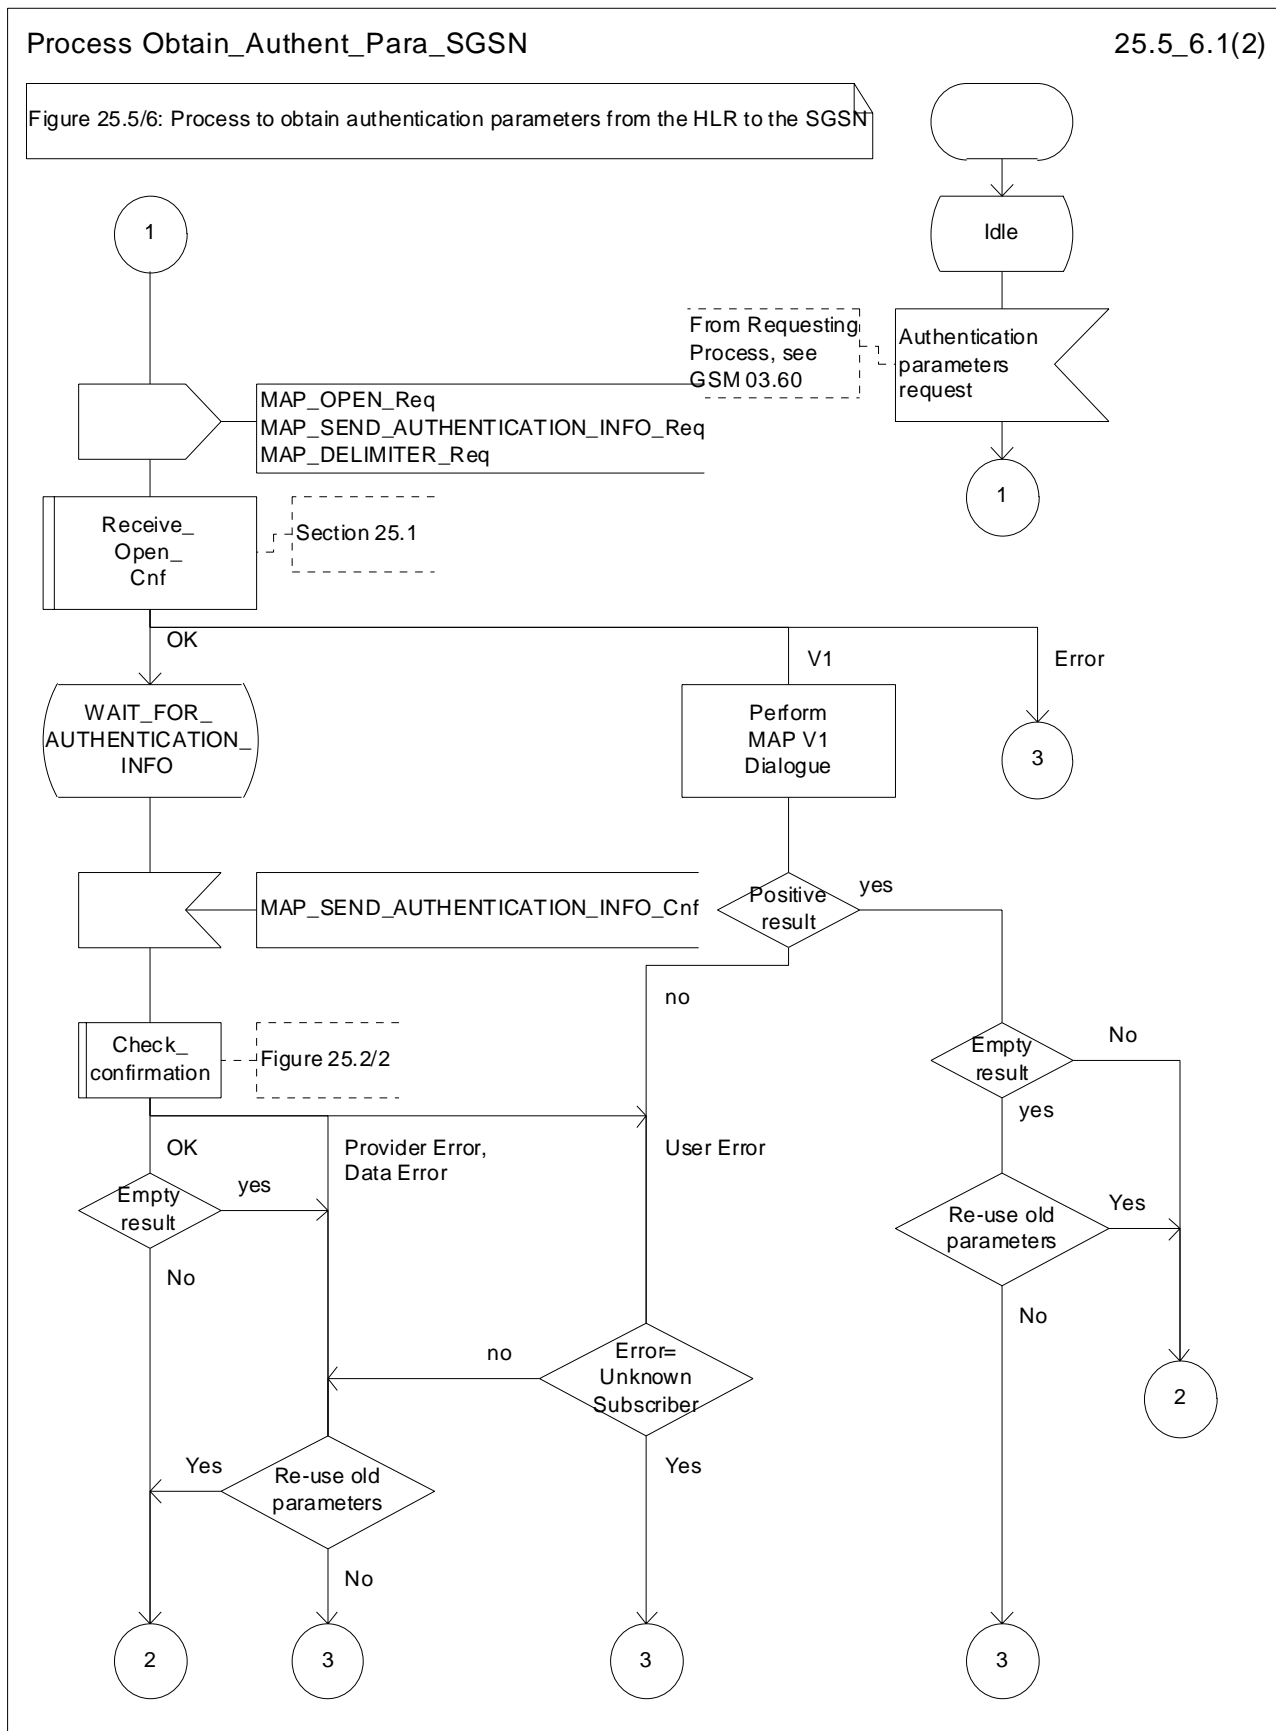 Process Obtain_Authent_Para_SGSN
25.5_6.1(2)
Figure 25.5/6: Process to obtain authentication parameters from the HLR to the SGSN
1
Idle
From Requesting
Process, see
GSM 03.60
Authentication
parameters
request
MAP_OPEN_Req
MAP_SEND_AUTHENTICATION_INFO_Req
MAP_DELIMITER_Req
1
Receive_
Open_
Cnf
Section 25.1
OK
V1
Error
WAIT_FOR_
AUTHENTICATION_
INFO
Perform
MAP V1
Dialogue
3
MAP_SEND_AUTHENTICATION_INFO_Cnf
Positive
result
yes
no
Check_
confirmation
Figure 25.2/2
Empty
result
No
yes
OK
Provider Error,
Data Error
User Error
Empty
result
yes
Re-use old
parameters
Yes
No
No
no
Error=
Unknown
Subscriber
2
Yes
Re-use old
parameters
Yes
No
2
3
3
3